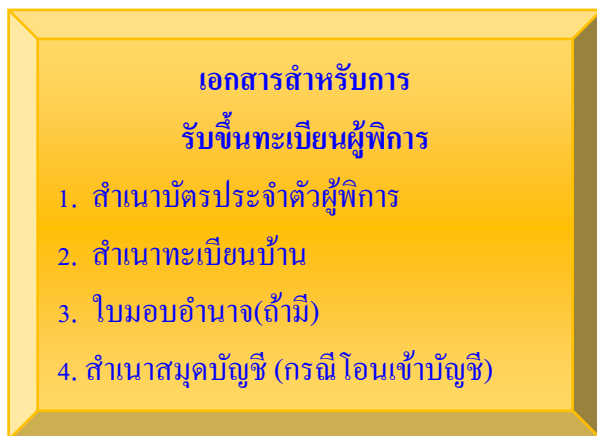 เอกสารสำหรับการ
รับขึ้นทะเบียนผู้พิการ
1. สำเนาบัตรประจำตัวผู้พิการ
2. สำเนาทะเบียนบ้าน
3. ใบมอบอำนาจ(ถ้ามี)
4. สำเนาสมุดบัญชี (กรณีโอนเข้าบัญชี)